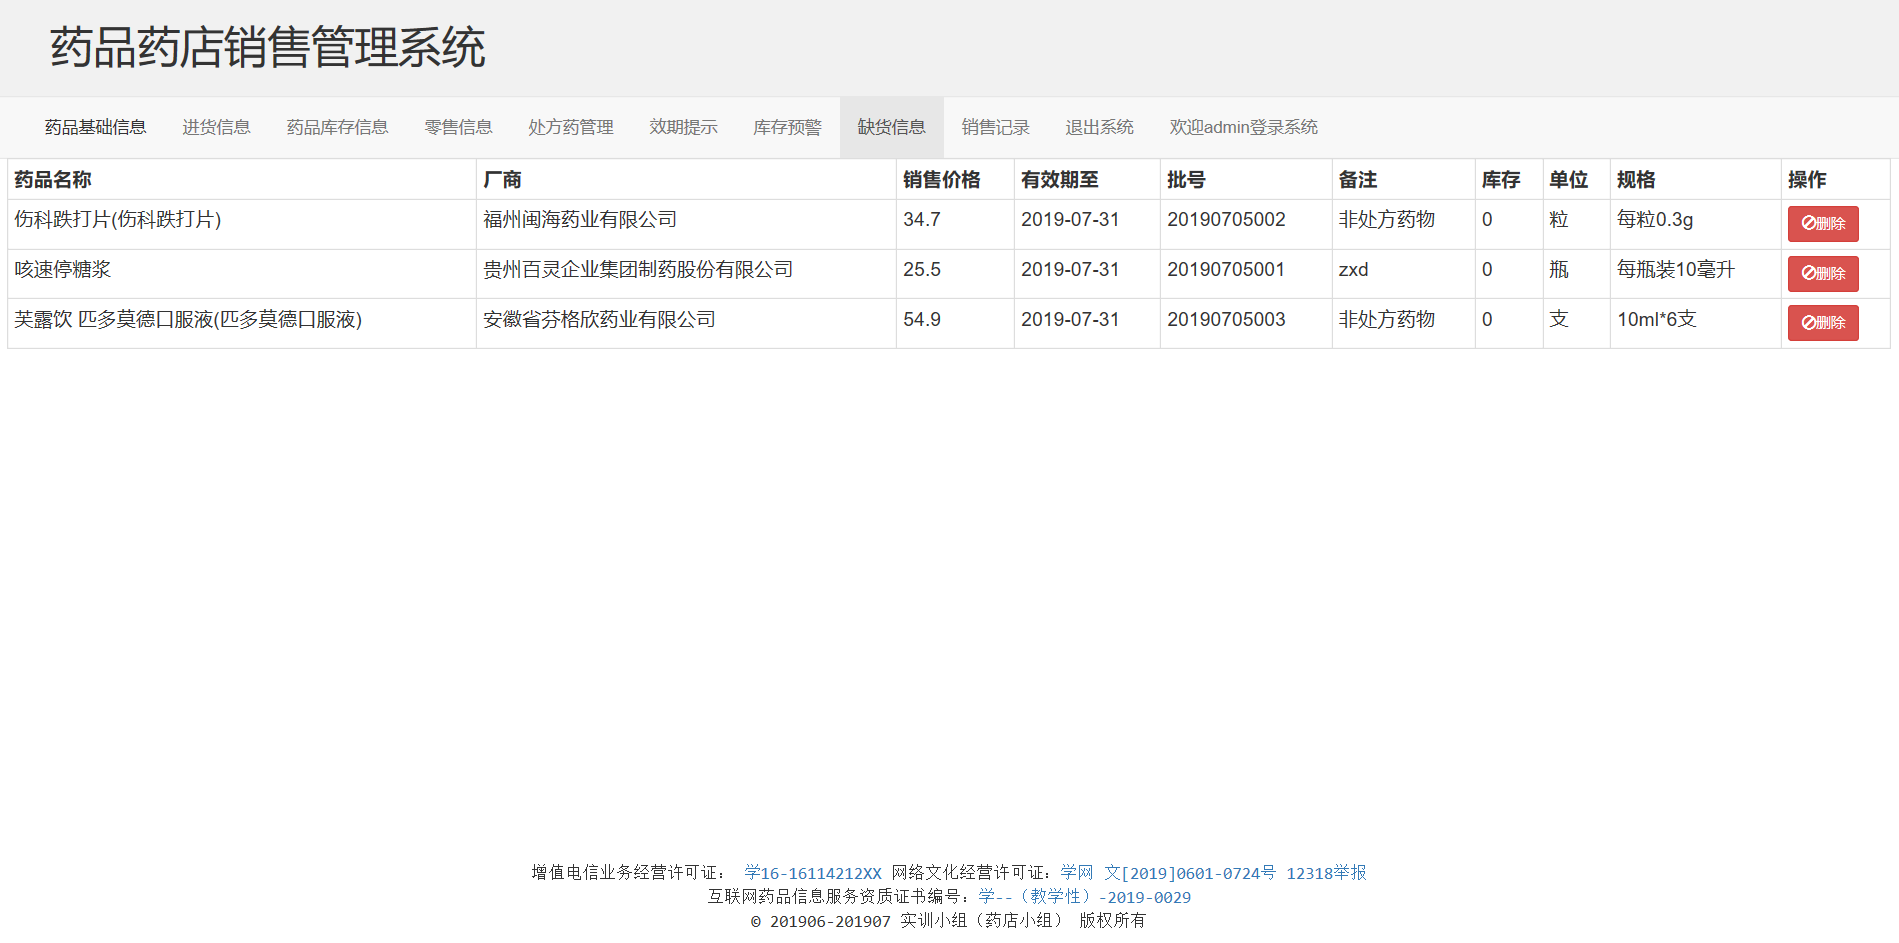 药品药店销售管理系统
药品基础信息 进货信息 药品库存信息 零售信息 处方药管理 效期提示 库存预警 缺货信息 销售记录 退出系统 欢迎admin登录系统
药品名称 厂商 销售价格 有效期至 批号 备注 库存 单位 规格 操作
伤科跌打片(伤科跌打片) 福州闽海药业有限公司 34.7 2019-07-31 20190705002 非处方药物 0 粒 每粒0.3g 删除
咳速停糖浆 贵州百灵企业集团制药股份有限公司 25.5 2019-07-31 20190705001 zxd 0 瓶 每瓶装10毫升 删除
芙露饮 匹多莫德口服液(匹多莫德口服液) 安徽省芬格欣药业有限公司 54.9 2019-07-31 20190705003 非处方药物 0 支 10ml*6支 删除
增值电信业务经营许可证： 学16-16114212XX 网络文化经营许可证：学网 文[2019]0601-0724号 12318举报
互联网药品信息服务资质证书编号：学--（教学性）-2019-0029
© 201906-201907 实训小组（药店小组） 版权所有